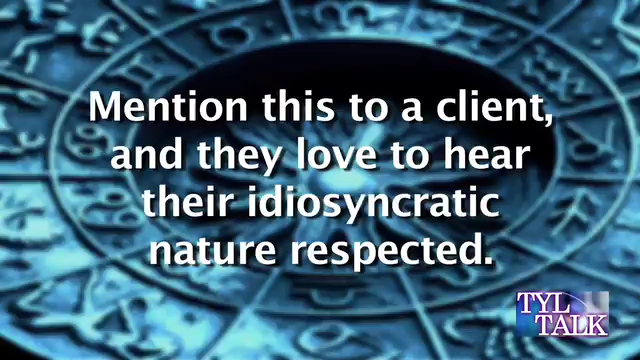 Mention this to a client,
and they love to hear
their idiosyncratic
nature respected.
TYL
TALK